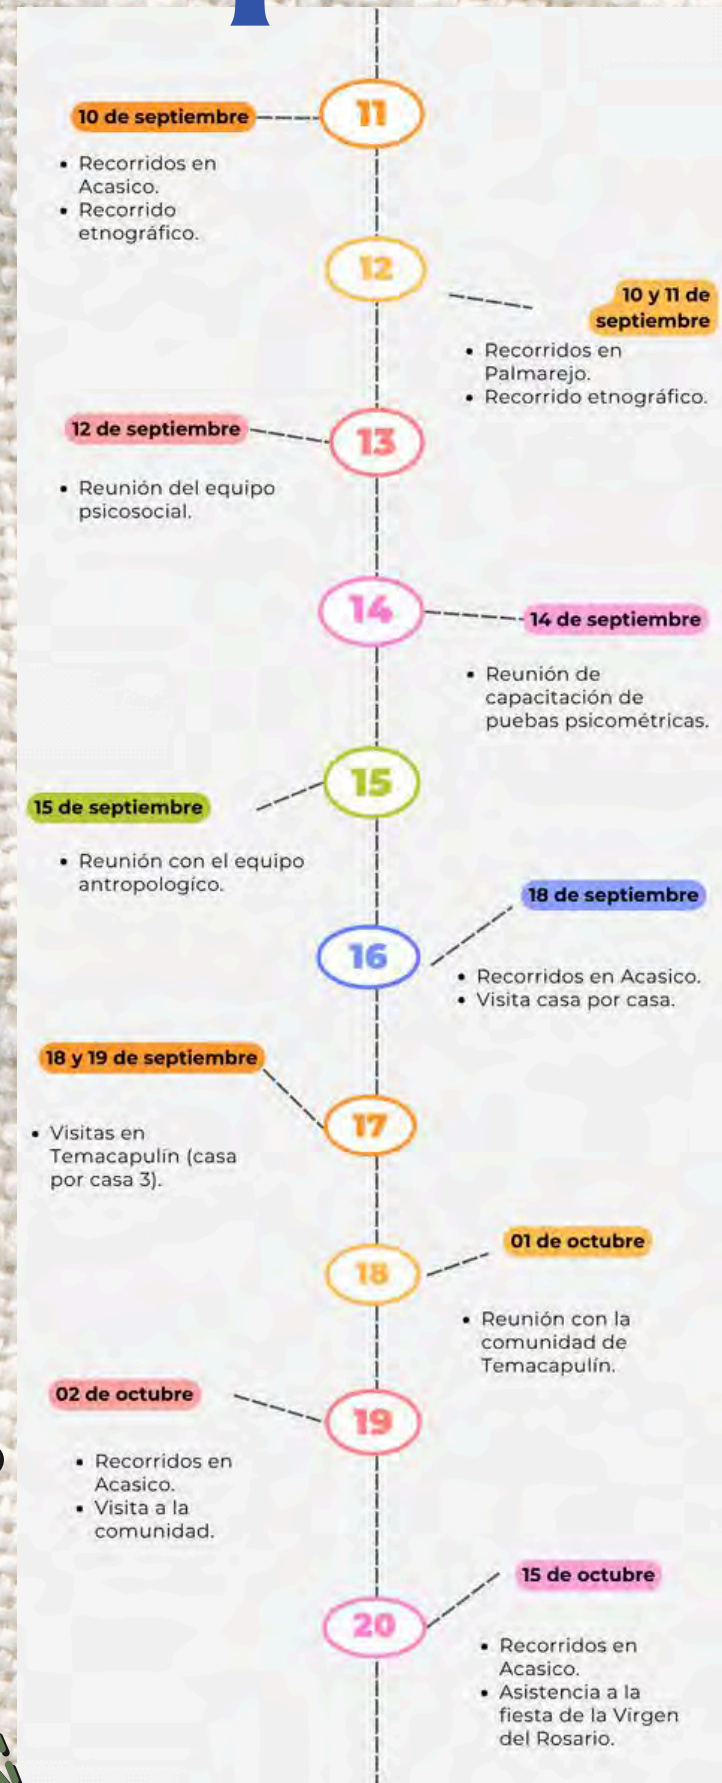 11
10 de septiembre
• Recorridos en
Acasico.
• Recorrido
etnográfico.
12
10 y 11 de
septiembre
• Recorridos en
Palmarejo.
• Recorrido etnográfico.
12 de septiembre
13
• Reunión del equipo
psicosocial.
14
14 de septiembre
• Reunión de
capacitación de
puebas psicométricas.
15
15 de septiembre
• Reunión con el equipo
antropologíco.
18 de septiembre
16
• Recorridos en Acasico.
• Visita casa por casa.
18 y 19 de septiembre
17
• Visitas en
Temacapulín (casa
por casa 3).
01 de octubre
18
• Reunión con la
comunidad de
Temacapulín.
02 de octubre
19
• Recorridos en
Acasico.
• Visita a la
comunidad.
15 de octubre
20
• Recorridos en
Acasico.
• Asistencia a la
fiesta de la Virgen
del Rosario.